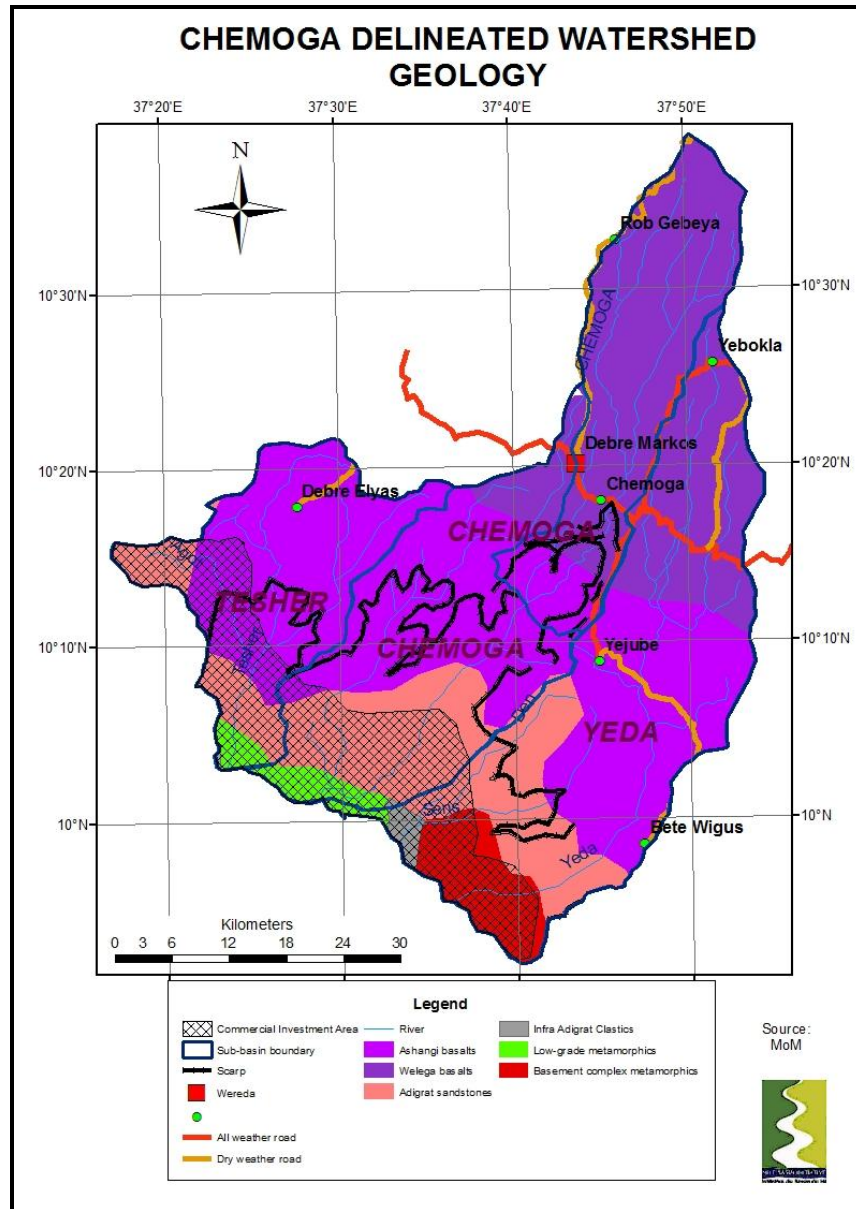 CHEMOGA DELINEATED WATERSHED
GEOLOGY
37°20'E
37°30'E
37°40'E
37°50'E
N
Rob Gebeya
10°30'N
10°30'N
CHEMOGA
Yebokla
Debre Markos
10°20'N
10°20'N
Debre Elyas
Chemoga
CHEMOGA
TESHER
CHEMOGA
10°10'N
10°10'N
Tesher
Yejube
YEDA
Sens
10°N
10°N
Bete Wigus
Yeda
Kilometers
0 3 6 12 18 24 30
Legend
Commercial Investment Area
River
Infra Adigrat Clastics
Sub-basin boundary
Ashangi basalts
Low-grade metamorphics
Scarp
Welega basalts
Basement complex metamorphics
Wereda
Adigrat sandstones
All weather road
Dry weather road
Source:
MoM